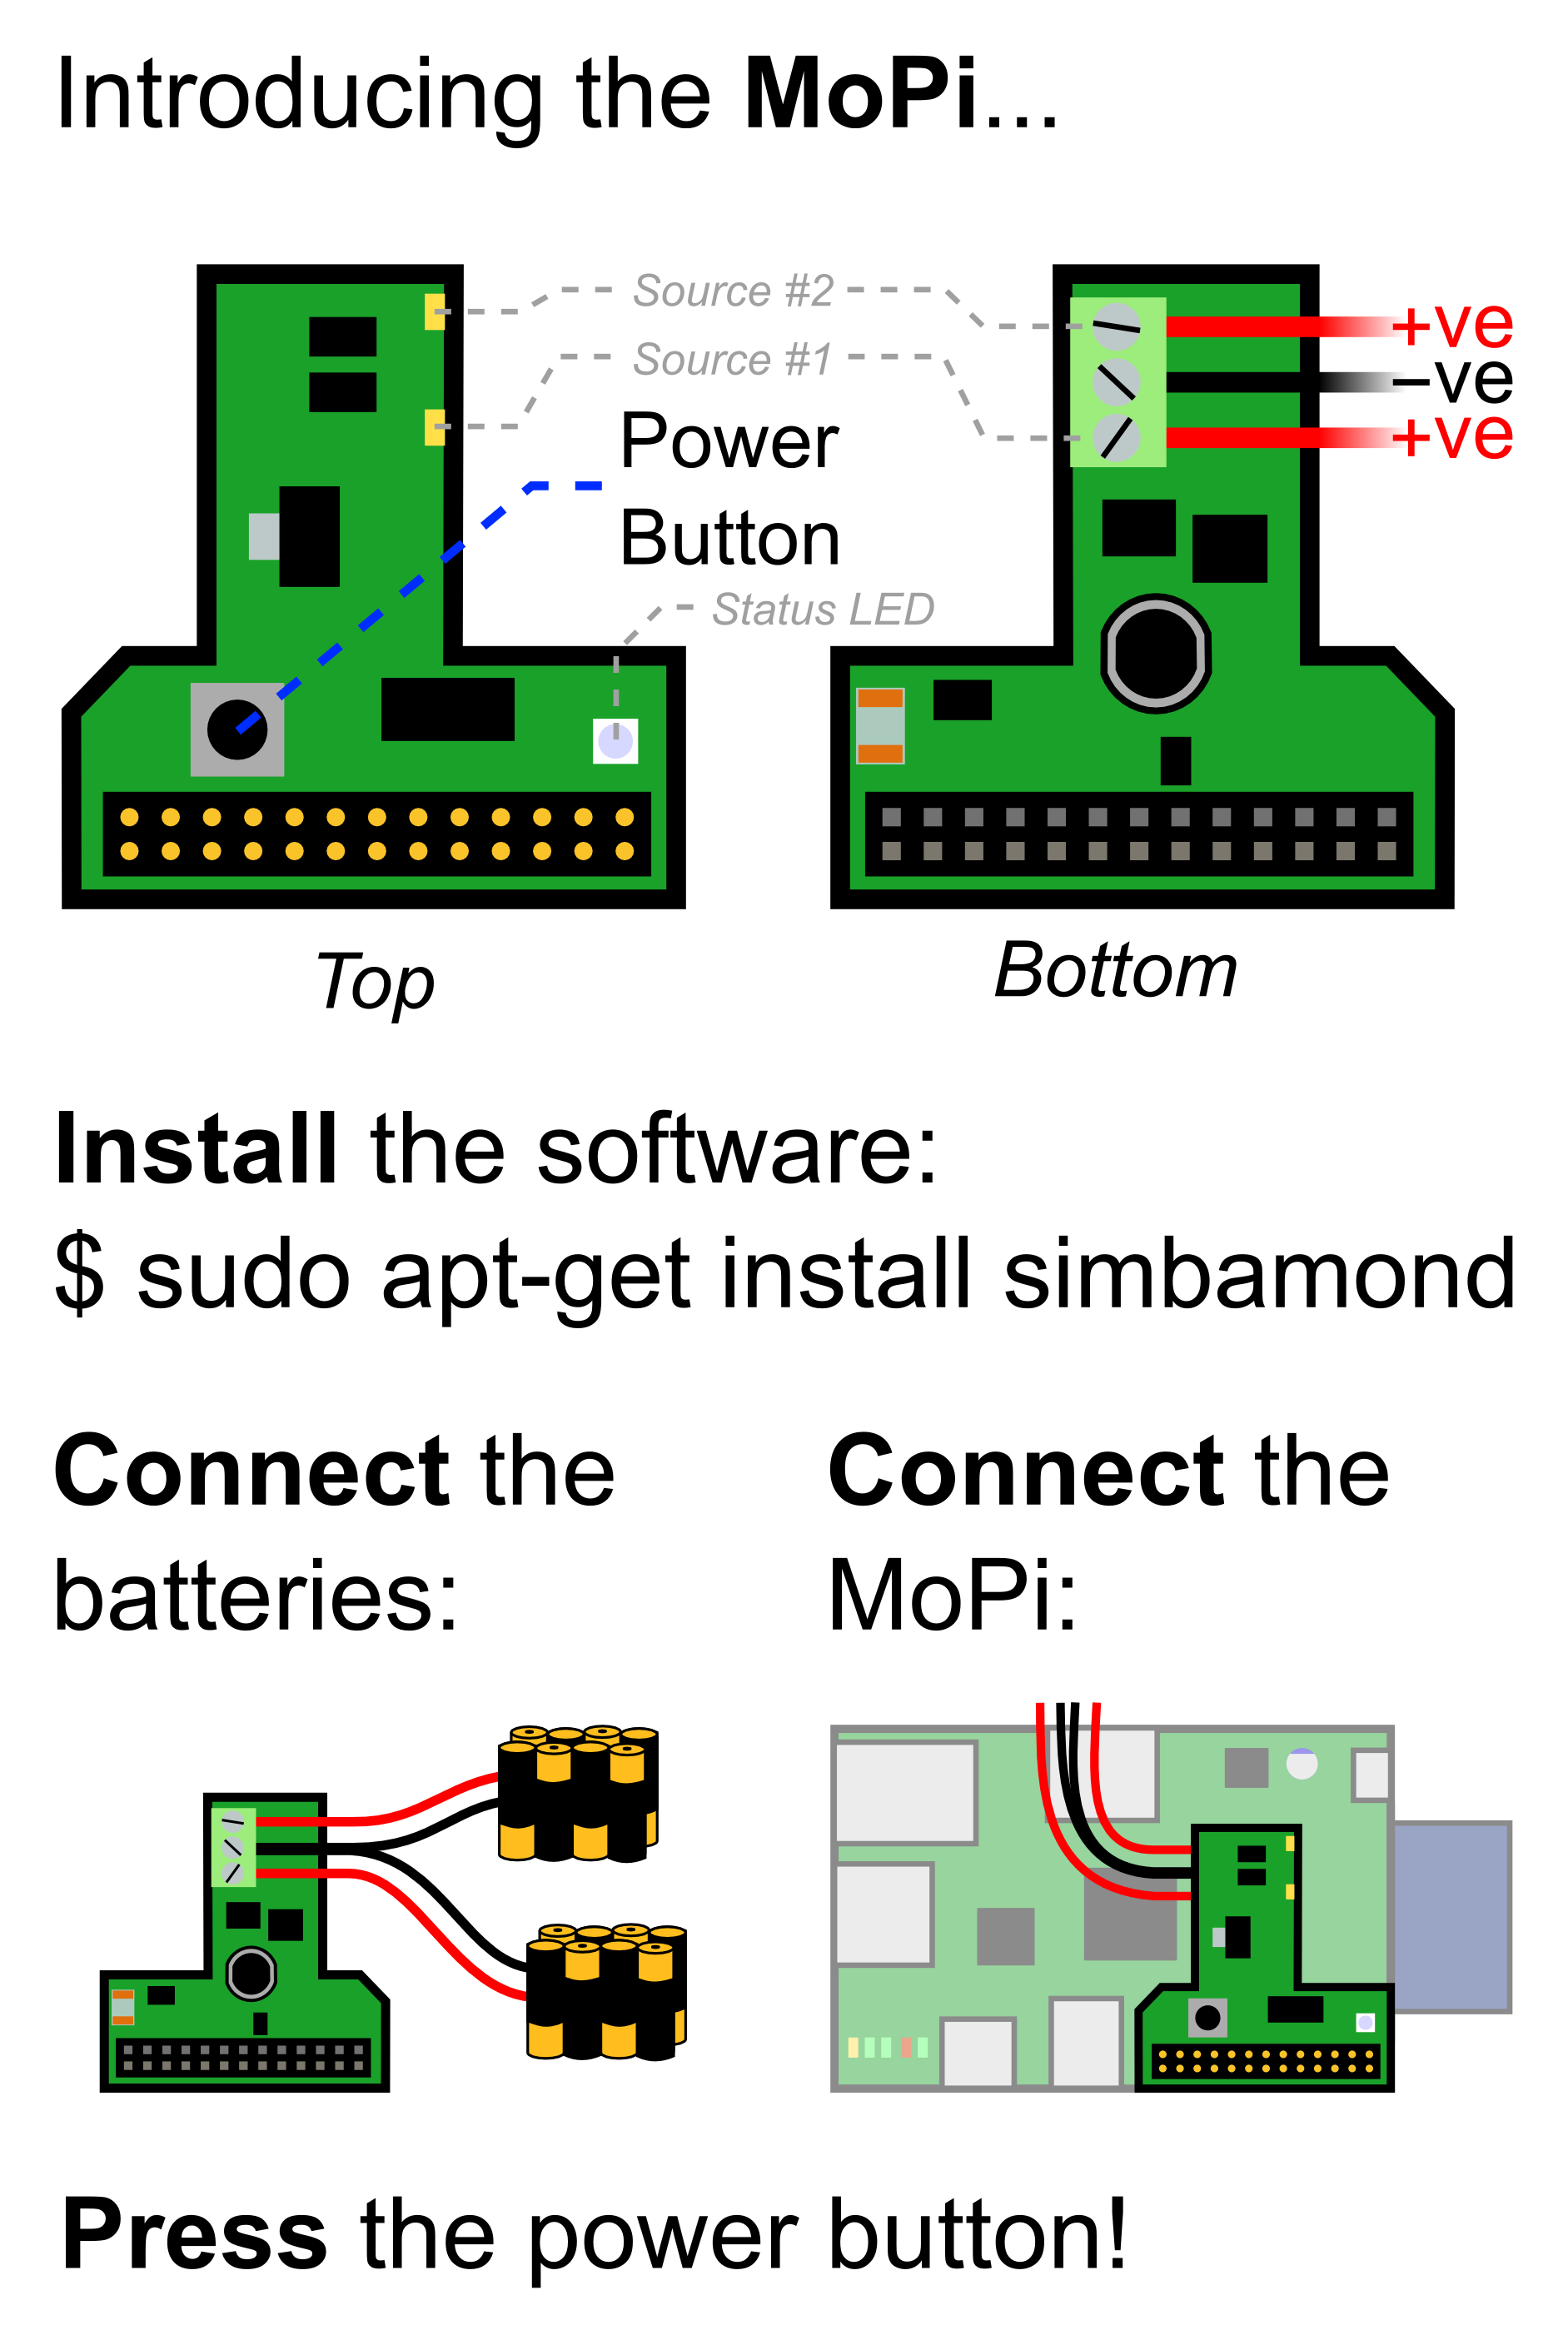 Introducing the MoPi...
Source #2
Source #1
+ve
–ve
+ve
Power
Button
Status LED
Top
Bottom
Install the software:
$ sudo apt-get install simbamond
Connect the
batteries:
Connect the
MoPi:
Press the power button!